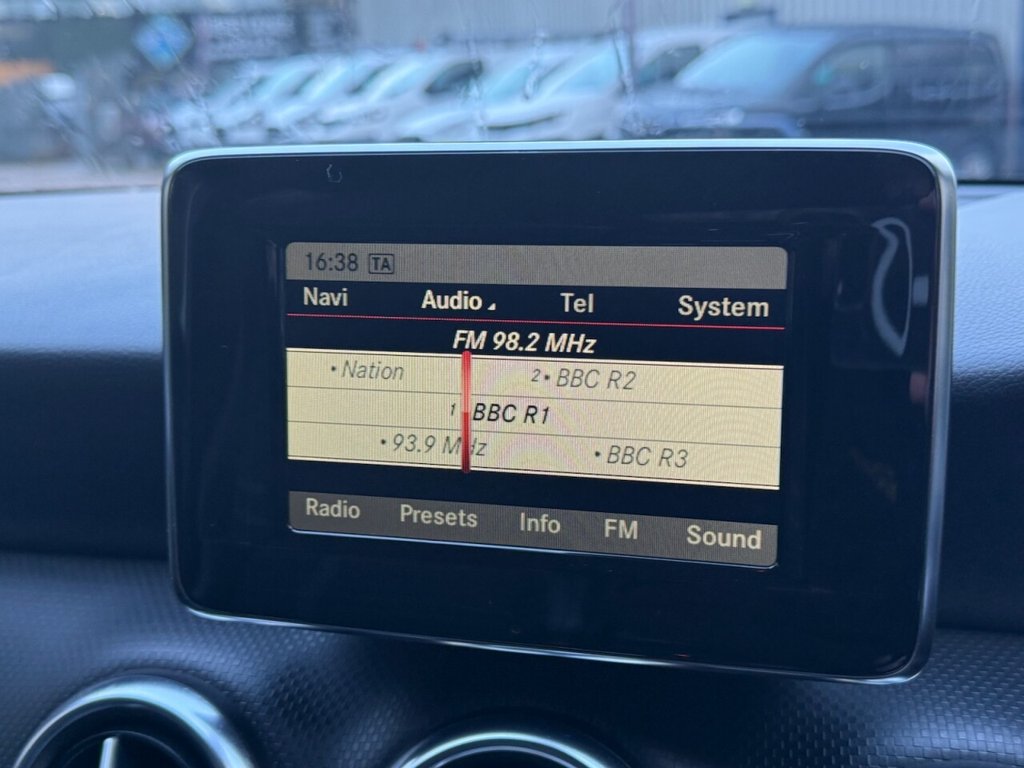 16:38 TA
Navi Audio Tel System
FM 98.2 MHz
• Nation 2• BBC R2
1 BBC R1
• 93.9 MHz • BBC R3
Radio Presets Info FM Sound